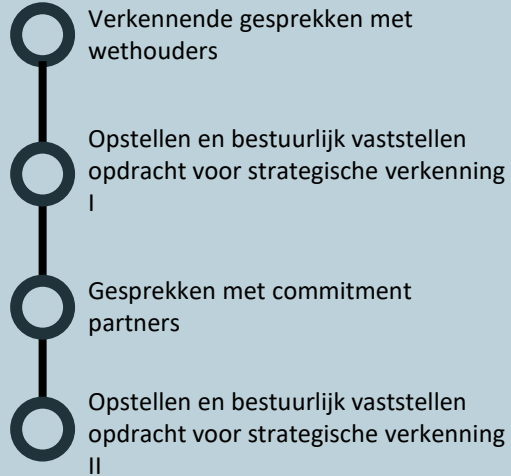 Verkennende gesprekken met
wethouders
Opstellen en bestuurlijk vaststellen
opdracht voor strategische verkenning
I
Gesprekken met commitment
partners
Opstellen en bestuurlijk vaststellen
opdracht voor strategische verkenning
II